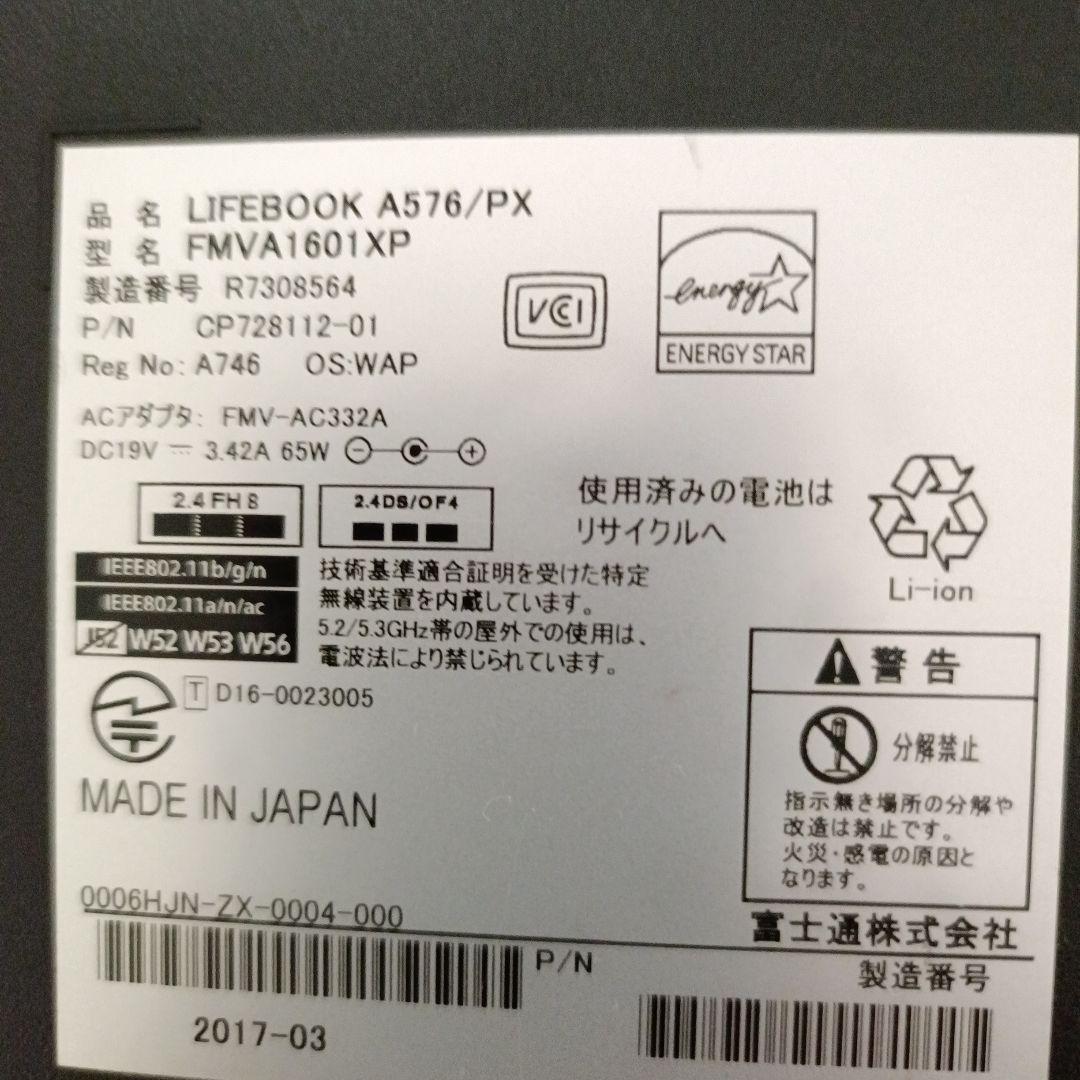 品 名 LIFEBOOK A576/PX
型 名 FMVA1601XP
製造番号 R7308564
P/N CP728112-01
Reg No: A746 OS:WAP
VCCI
energy
ENERGY STAR
ACアダプタ: FMV-AC332A
DC19V 3.42A 65W
2.4FH8
2.4DS/OF4
使用済みの電池は
リサイクルへ
Li-ion
IEEE802.11b/g/n
IEEE802.11a/n/ac
J52 W52 W53 W56
技術基準適合証明を受けた特定
無線装置を内蔵しています。
5.2/5.3GHz帯の屋外での使用は、
電波法により禁じられています。
T D16-0023005
警告
分解禁止
指示無き場所の分解や
改造は禁止です。
火災・感電の原因と
なります。
MADE IN JAPAN
0006HJN-ZX-0004-000
富士通株式会社
P/N
製造番号
2017-03